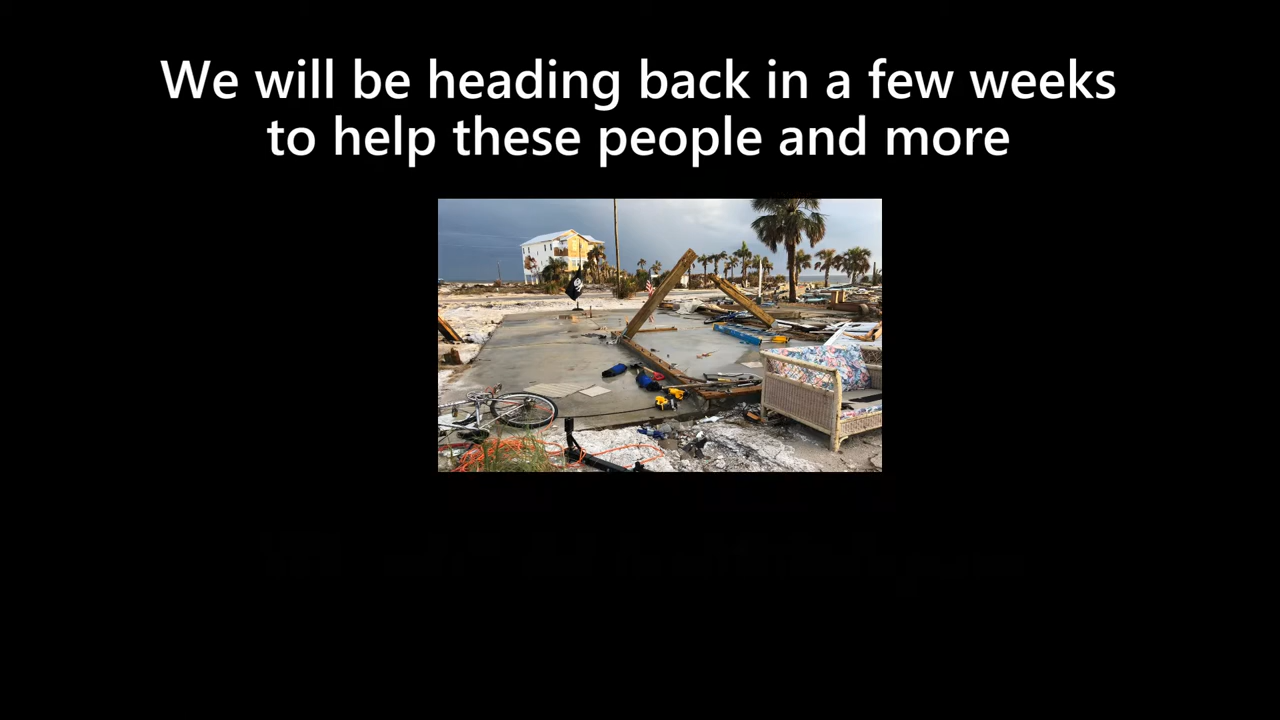 We will be heading back in a few weeks
to help these people and more